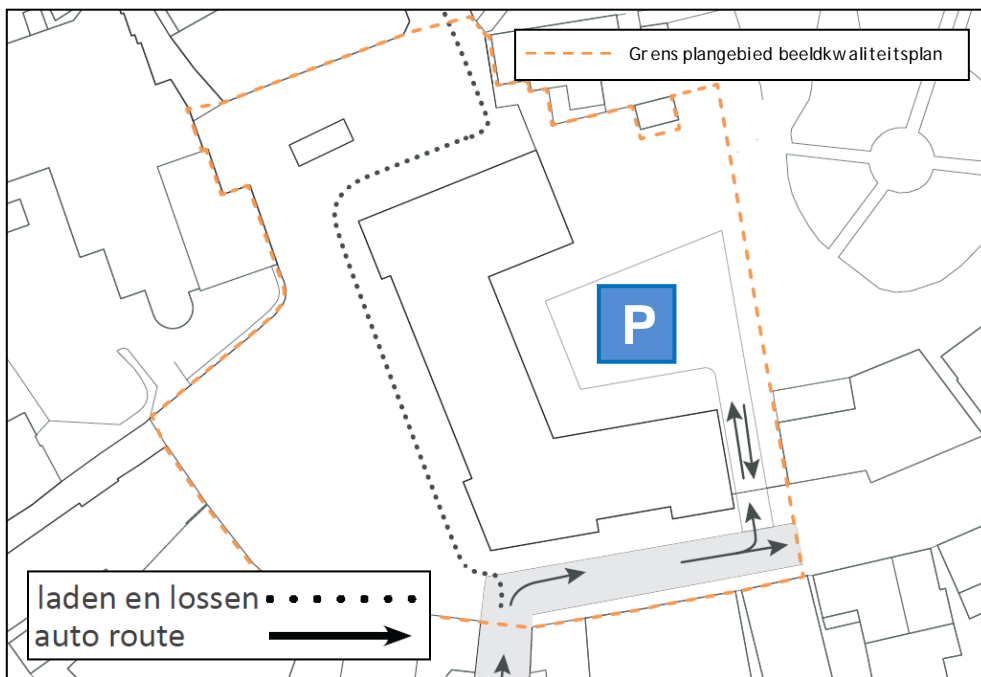 Grens plangebied beeldkwaliteitsplan
P
laden en lossen
auto route